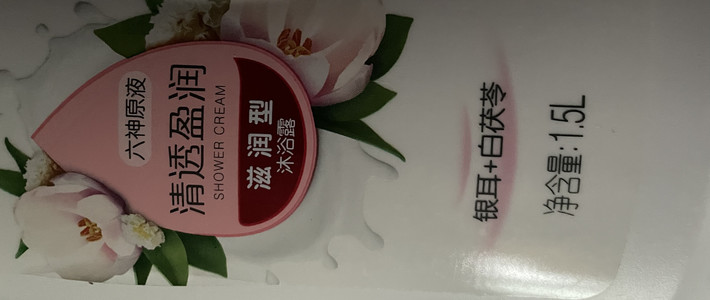 六神原液
清透盈润
SHOWER CREAM
滋润型
沐浴露
银耳+白茯苓
净含量:1.5L